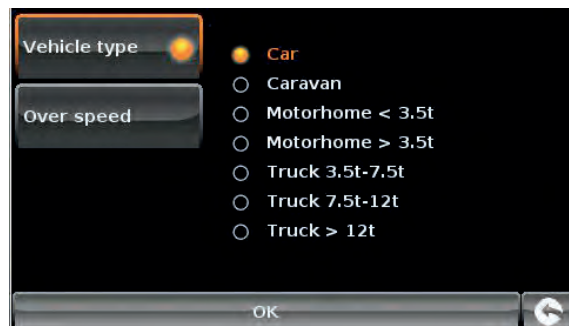 Vehicle type
Over speed
Car
Caravan
Motorhome < 3.5t
Motorhome > 3.5t
Truck 3.5t-7.5t
Truck 7.5t-12t
Truck > 12t
OK